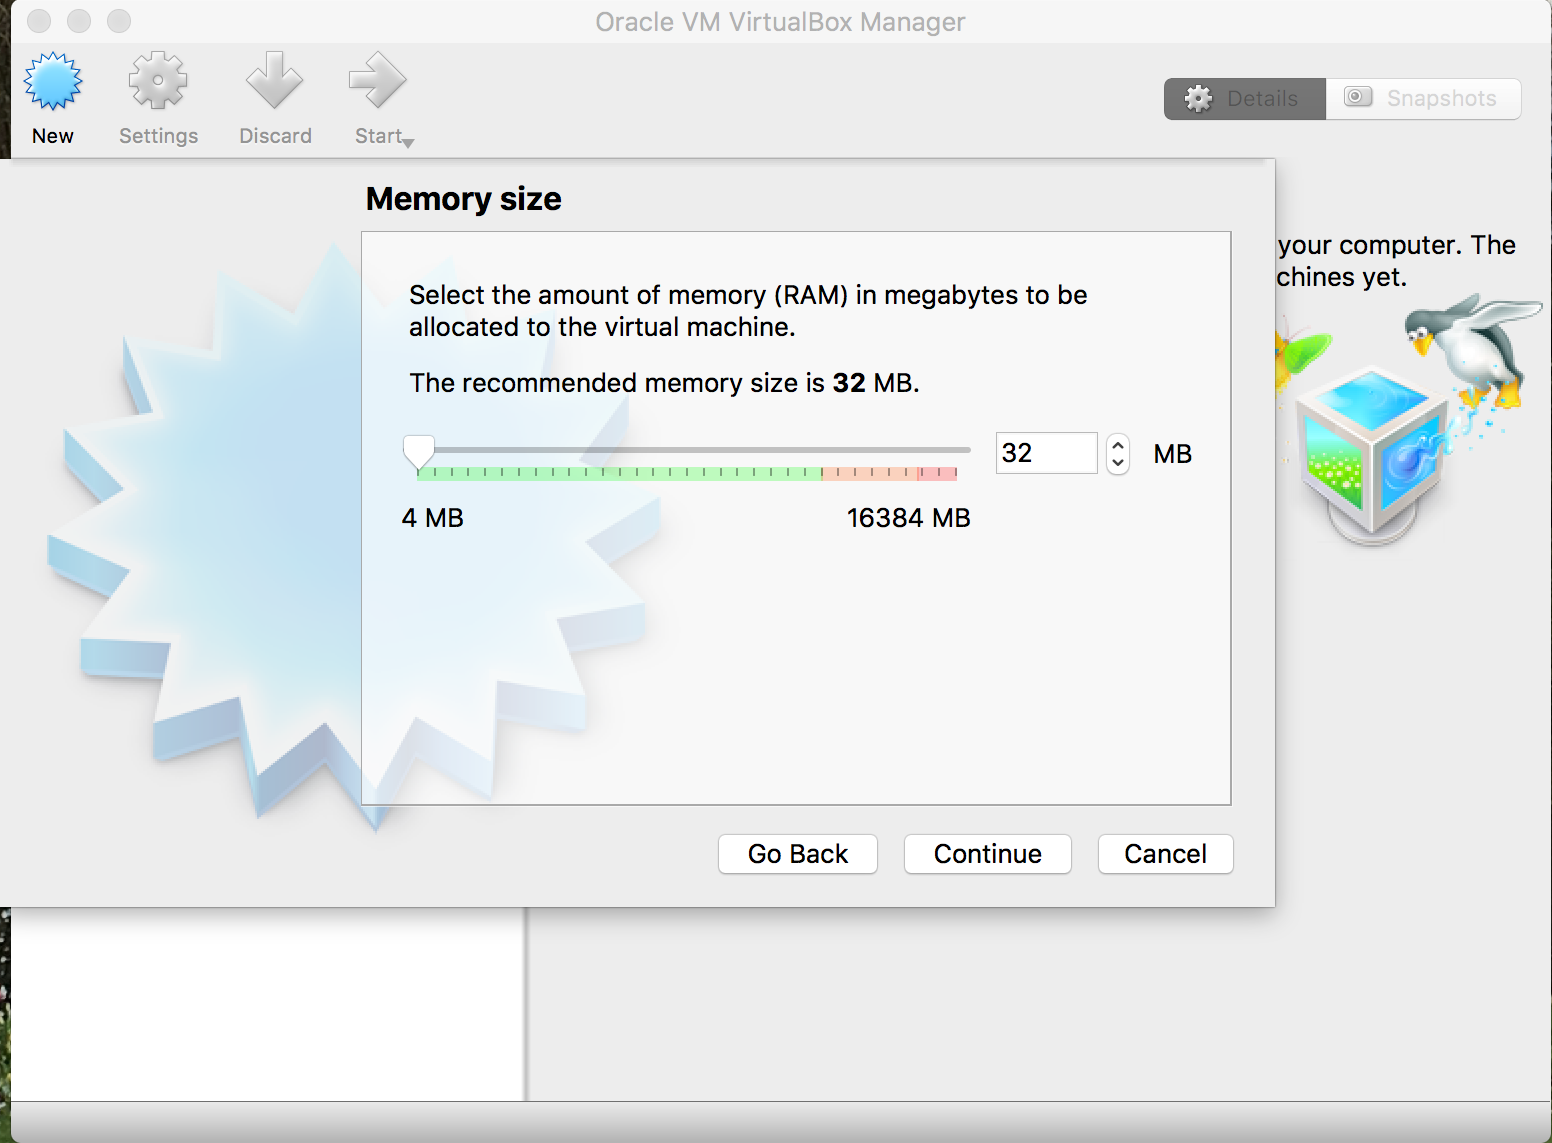 Oracle VM VirtualBox Manager
New
Settings
Discard
Start
Details
Snapshots
Memory size
your computer. The
chines yet.
Select the amount of memory (RAM) in megabytes to be
allocated to the virtual machine.
The recommended memory size is 32 MB.
32
MB
4 MB
16384 MB
Go Back
Continue
Cancel